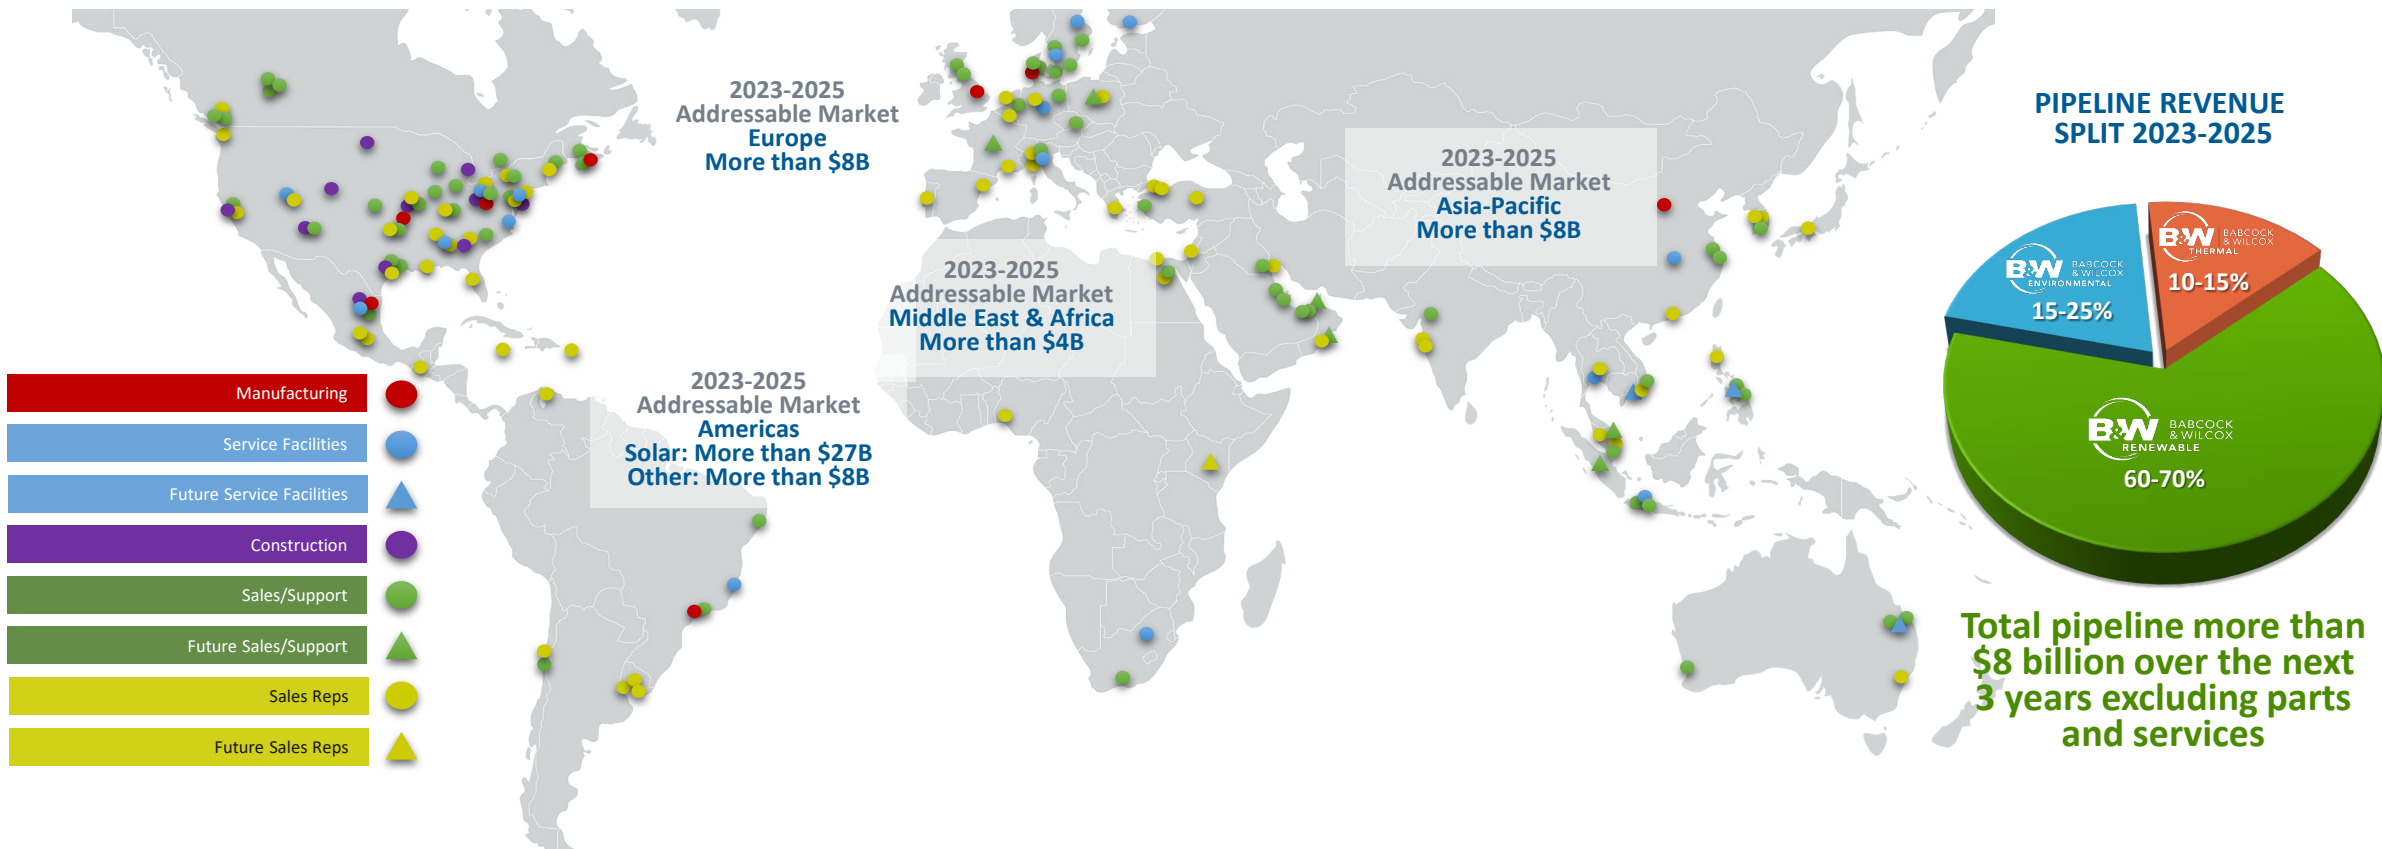 2023-2025
Addressable Market
Europe
More than $8B
2023-2025
Addressable Market
Asia-Pacific
More than $8B
2023-2025
Addressable Market
Middle East & Africa
More than $4B
2023-2025
Addressable Market
Americas
Solar: More than $27B
Other: More than $8B
Manufacturing
Service Facilities
Future Service Facilities
Construction
Sales/Support
Future Sales/Support
Sales Reps
Future Sales Reps
PIPELINE REVENUE
SPLIT 2023-2025
B&W BABCOCK
& WILCOX
THERMAL
10-15%
B&W BABCOCK
& WILCOX
ENVIRONMENTAL
15-25%
B&W BABCOCK
& WILCOX
RENEWABLE
60-70%
Total pipeline more than
$8 billion over the next
3 years excluding parts
and services